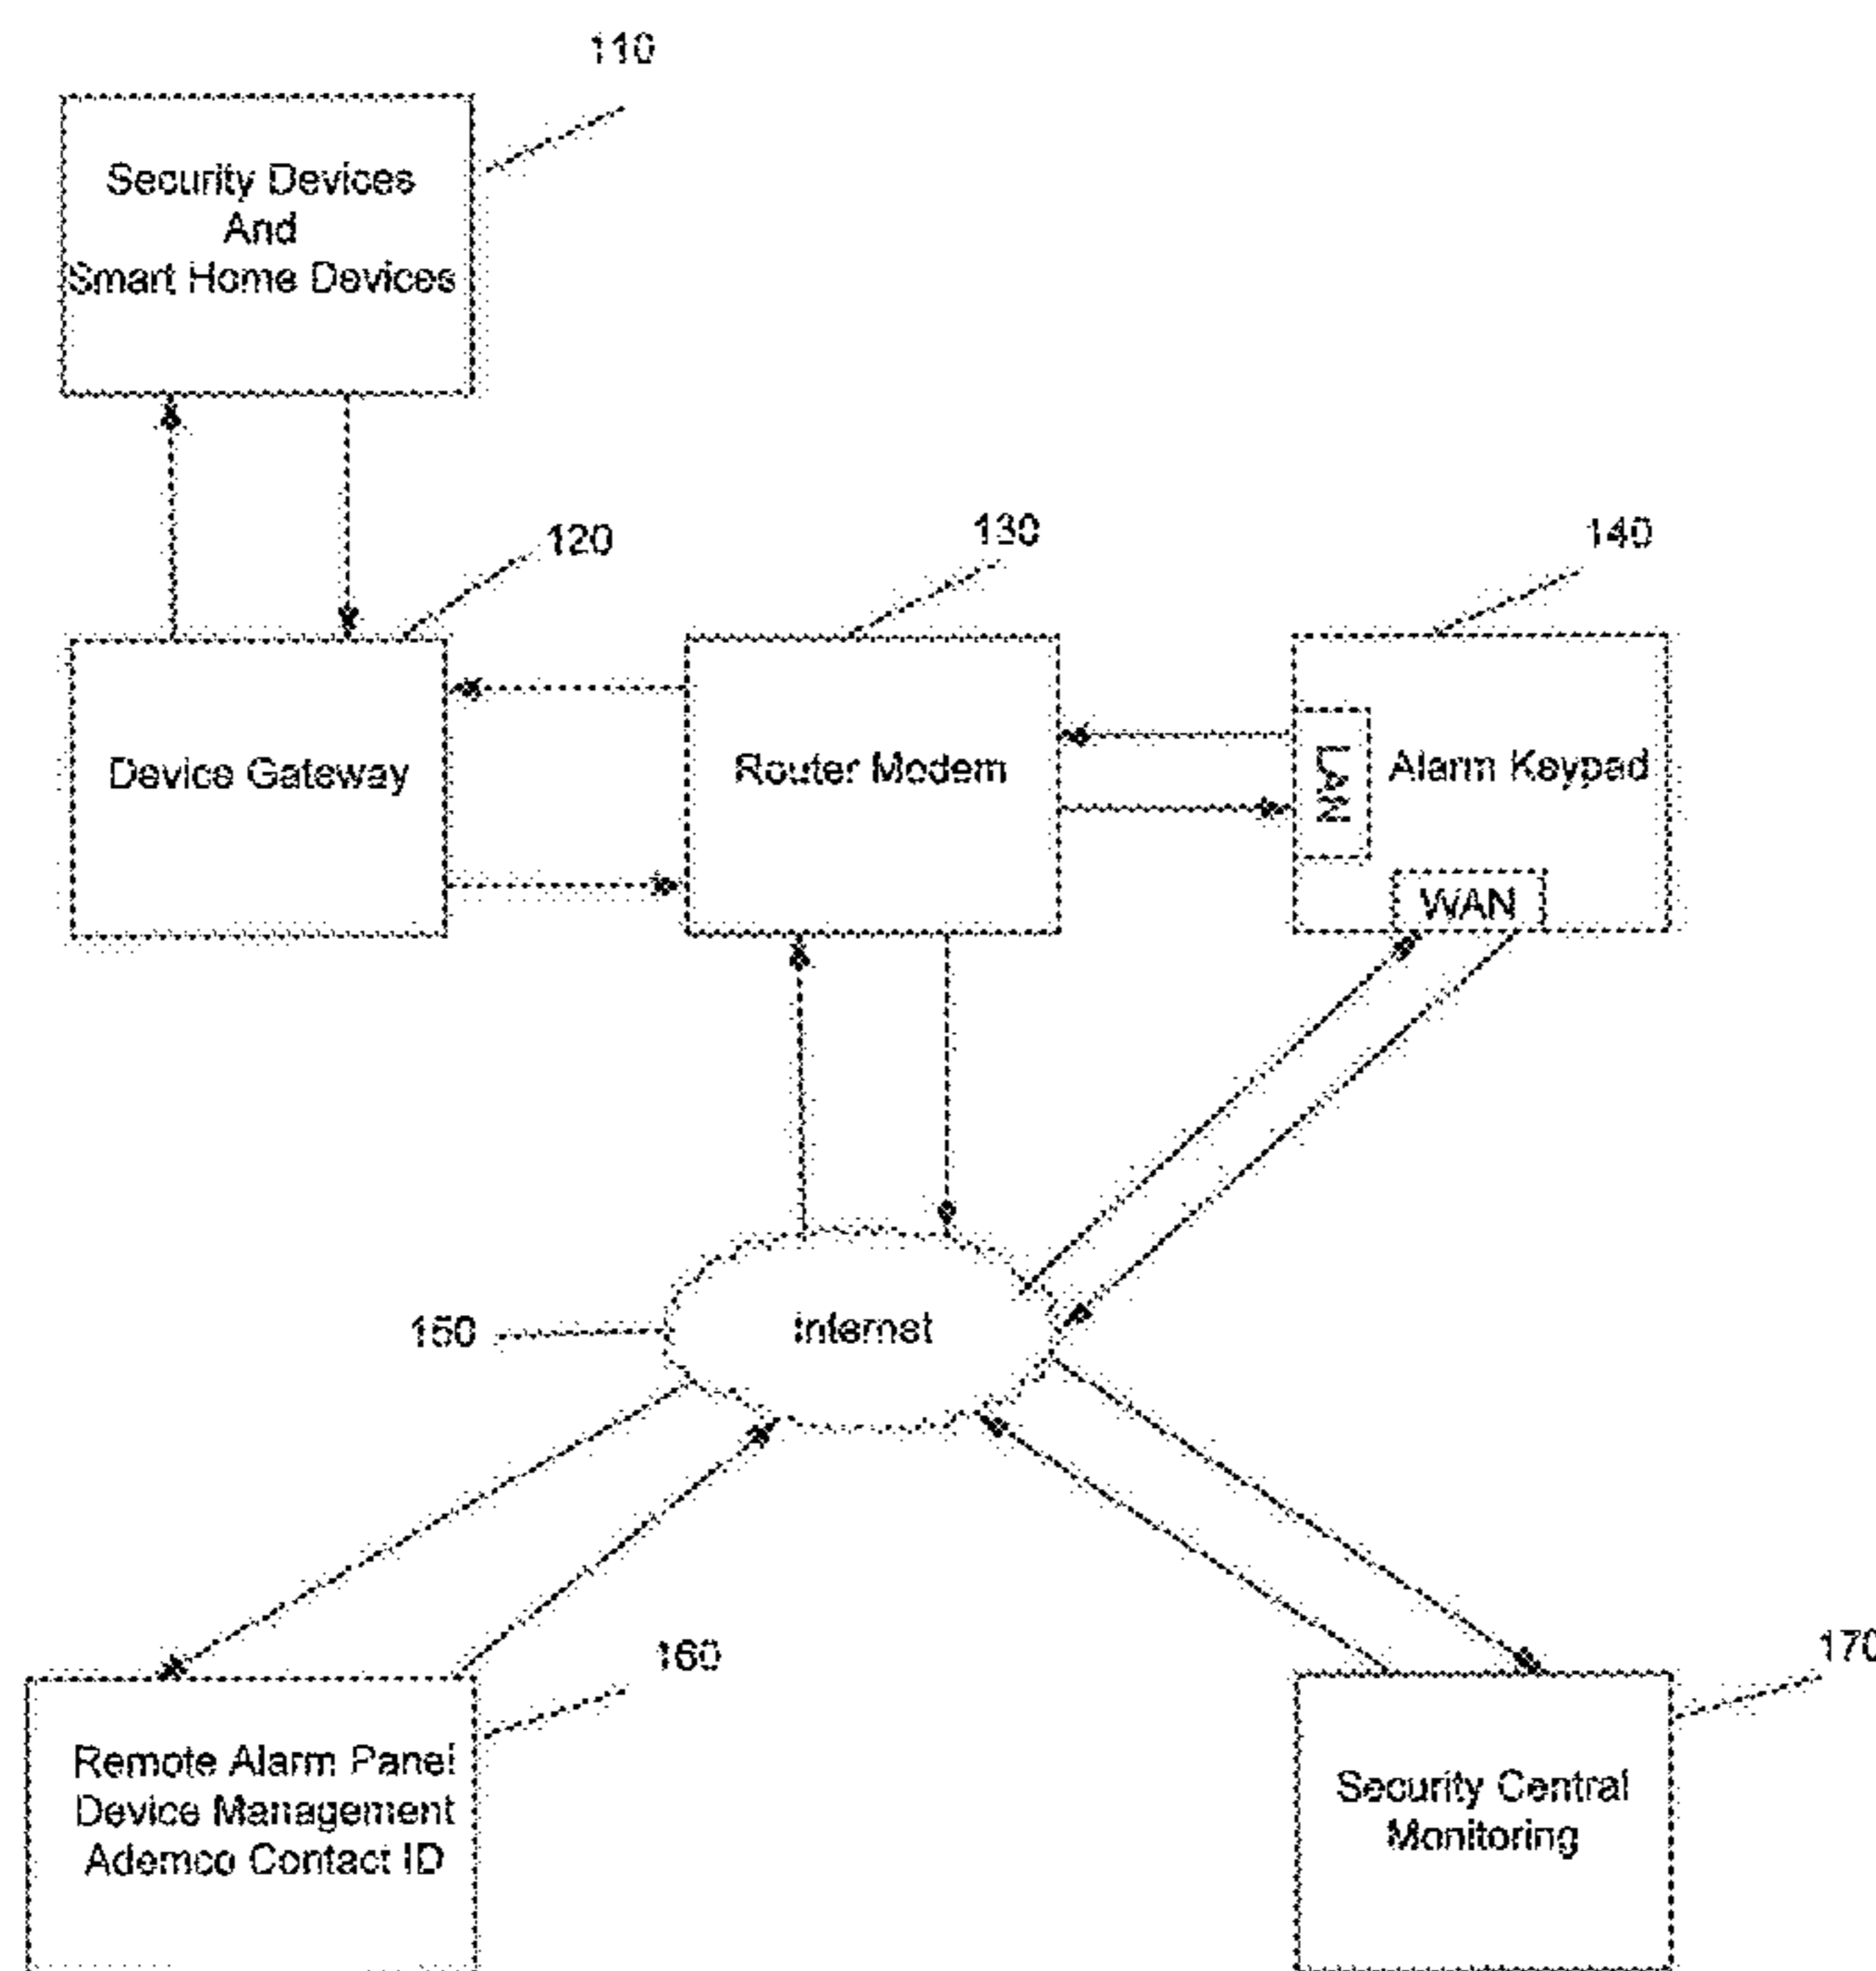 110
Security Devices
And
Smart Home Devices
120
130
140
Device Gateway
Router Modem
LAN
Alarm Keypad
WAN
150
Internet
160
170
Remote Alarm Panel
Device Management
Ademco Contact ID
Security Central
Monitoring